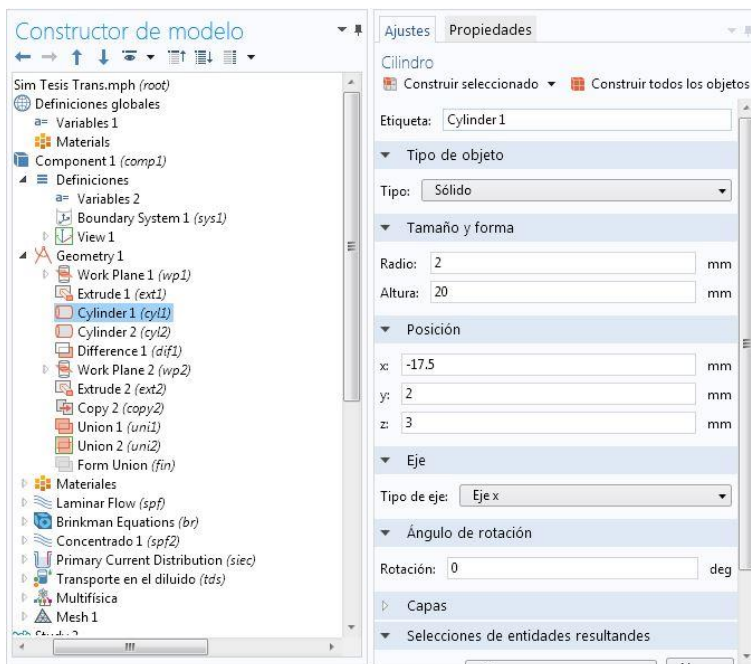 Constructor de modelo
Sim Tesis Trans.mph (root)
Definiciones globales
a= Variables 1
Materials
Component 1 (comp1)
Definiciones
a= Variables 2
Boundary System 1 (sys1)
View 1
Geometry 1
Work Plane 1 (wp1)
Extrude 1 (ext1)
Cylinder 1 (cyl1)
Cylinder 2 (cyl2)
Difference 1 (dif1)
Work Plane 2 (wp2)
Extrude 2 (ext2)
Copy 2 (copy2)
Union 1 (uni1)
Union 2 (uni2)
Form Union (fin)
Materiales
Laminar Flow (spf)
Brinkman Equations (br)
Concentrado 1 (spf2)
Primary Current Distribution (siec)
Transporte en el diluido (tds)
Multifísica
Mesh 1
Ajustes Propiedades
Cilindro
Construir seleccionado Construir todos los objetos
Etiqueta: Cylinder 1
Tipo de objeto
Tipo: Sólido
Tamaño y forma
Radio: 2 mm
Altura: 20 mm
Posición
x: -17.5 mm
y: 2 mm
z: 3 mm
Eje
Tipo de eje: Eje x
Ángulo de rotación
Rotación: 0 deg
Capas
Selecciones de entidades resultandes